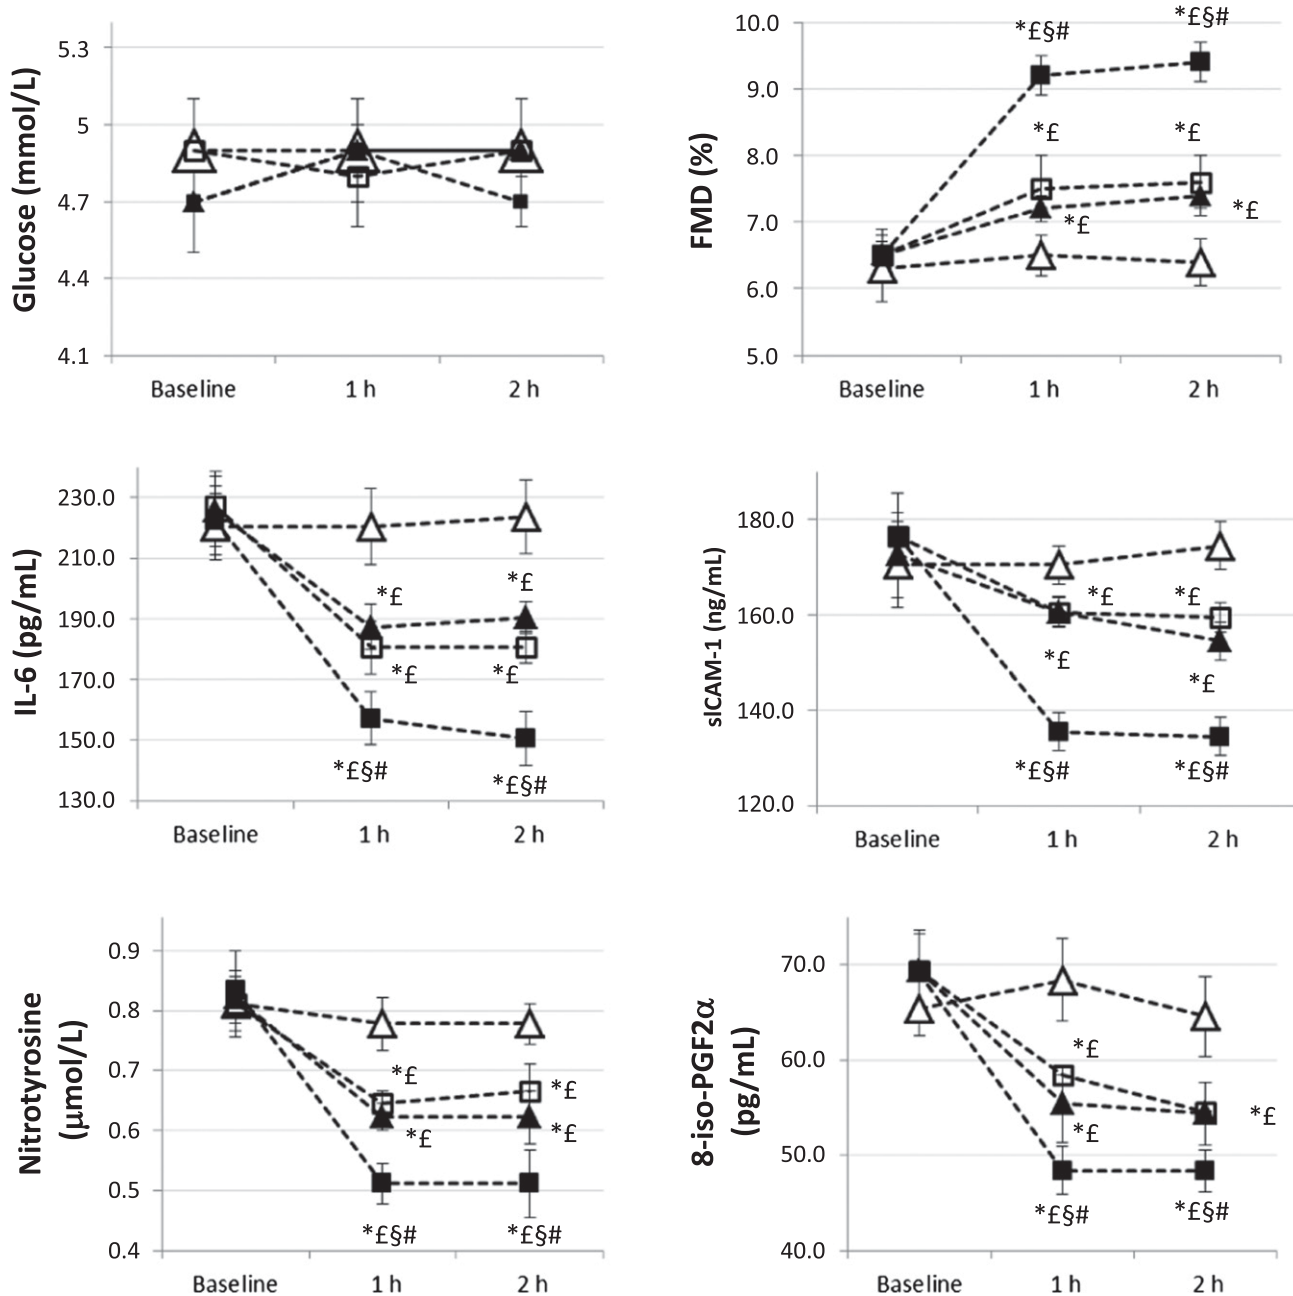 Glucose (mmol/L)
5.3
5
4.7
4.4
4.1
Baseline
1 h
2 h
FMD (%)
10.0
9.0
8.0
7.0
6.0
5.0
*£§#
*£§#
*£
*£
*£
*£
Baseline
1 h
2 h
IL-6 (pg/mL)
230.0
210.0
190.0
170.0
150.0
130.0
*£
*£
*£
*£
*£§#
*£§#
Baseline
1 h
2 h
sICAM-1 (ng/mL)
180.0
160.0
140.0
120.0
*£
*£
*£
*£
*£§#
*£§#
Baseline
1 h
2 h
Nitrotyrosine
(μmol/L)
0.9
0.8
0.7
0.6
0.5
0.4
*£
*£
*£
*£
*£§#
*£§#
Baseline
1 h
2 h
8-iso-PGF2α
(pg/mL)
70.0
60.0
50.0
40.0
*£
*£
*£
*£§#
*£§#
Baseline
1 h
2 h